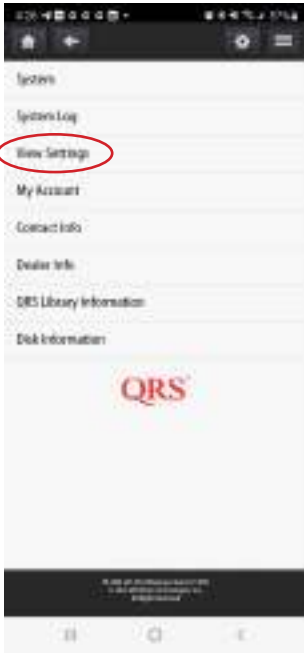 System
System Log
View Settings
My Account
Contact Info
Dealer Info
QRS Library Information
Disk Information
QRS